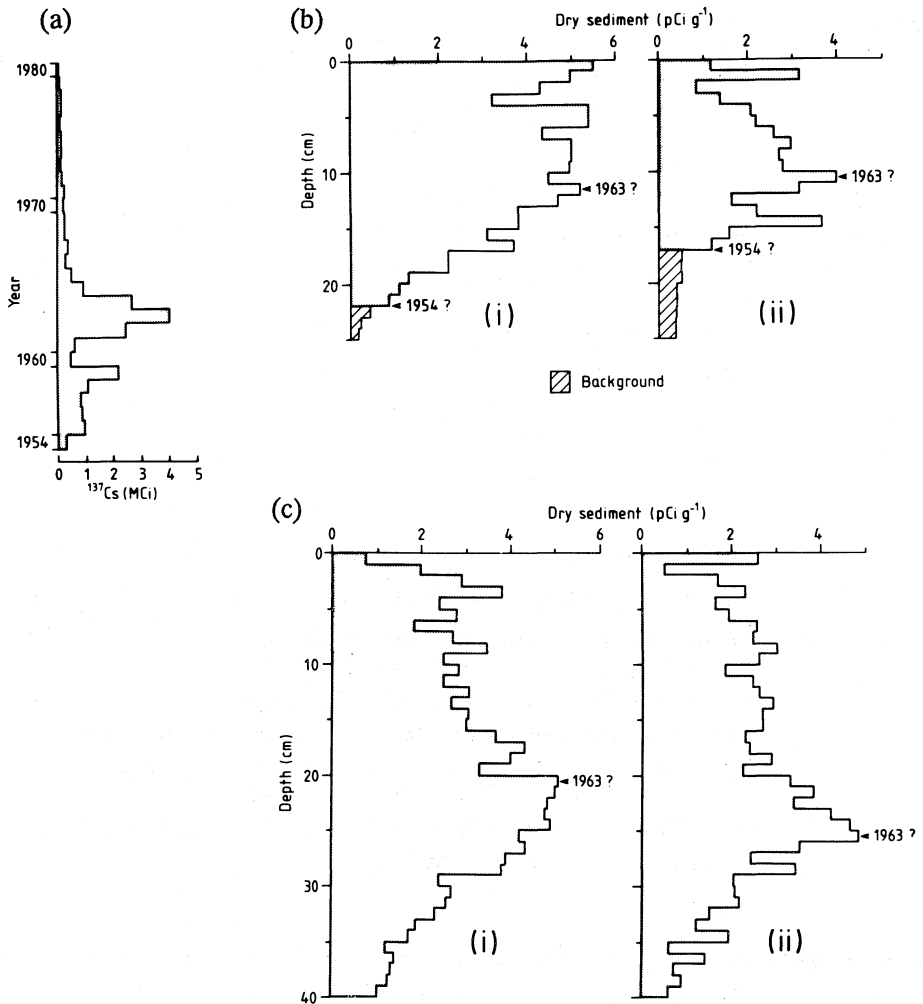 (a)
1980
1970
Year
1960
1954
0 1 2 3 4 5
¹³⁷Cs (MCi)
(b)
Dry sediment (pCi g⁻¹)
0 2 4 6
0 2 4
0
10
20
Depth (cm)
1963 ?
1954 ?
(i)
1963 ?
1954 ?
(ii)
Background
(c)
Dry sediment (pCi g⁻¹)
0 2 4 6
0 2 4
0
10
20
30
40
Depth (cm)
1963 ?
(i)
1963 ?
(ii)